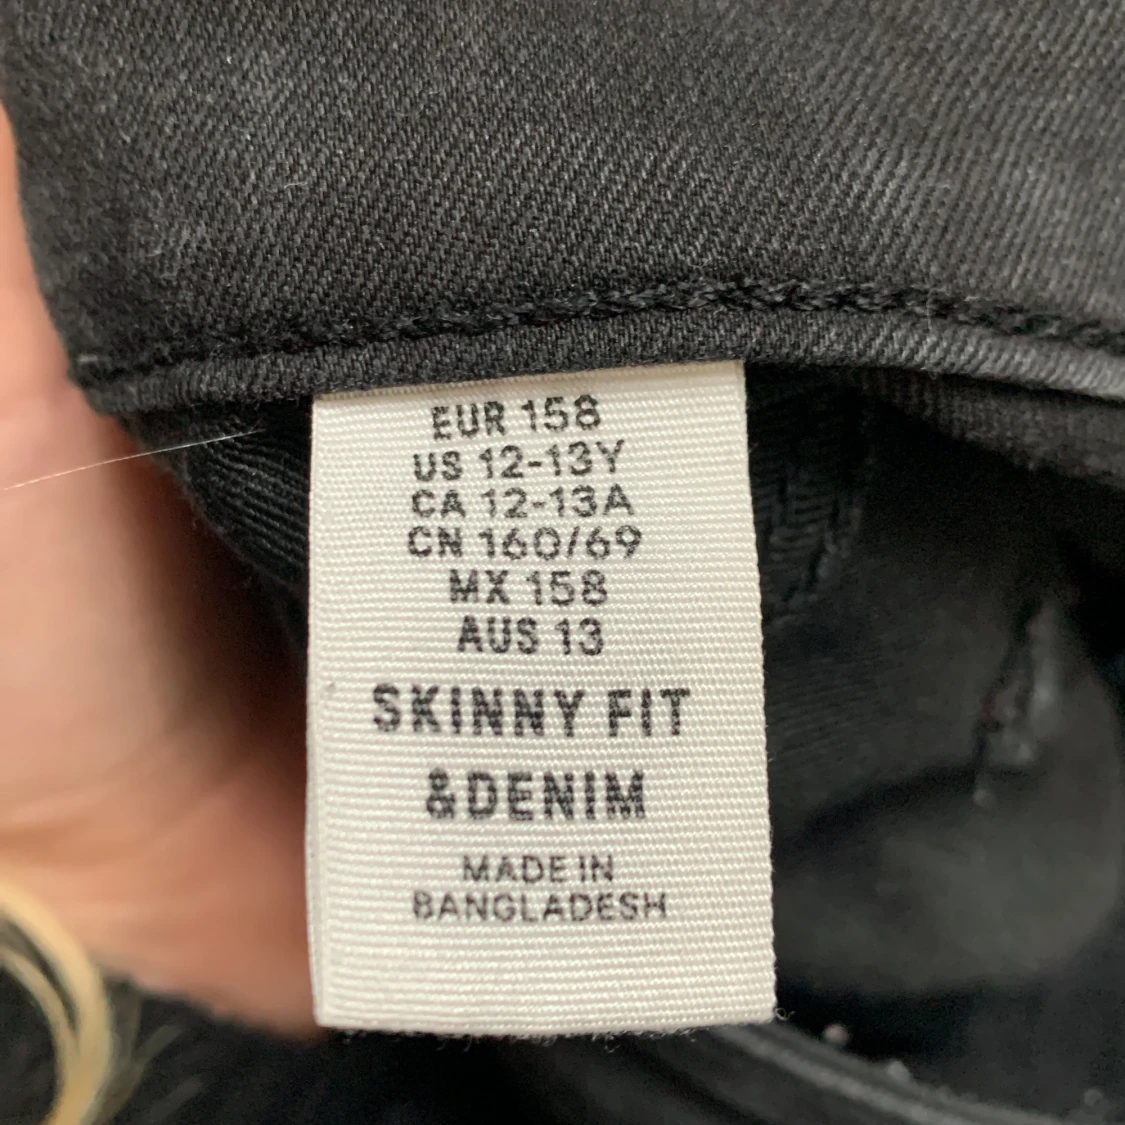 EUR 158
US 12-13Y
CA 12-13A
CN 160/69
MX 158
AUS 13
SKINNY FIT
&DENIM
MADE IN
BANGLADESH